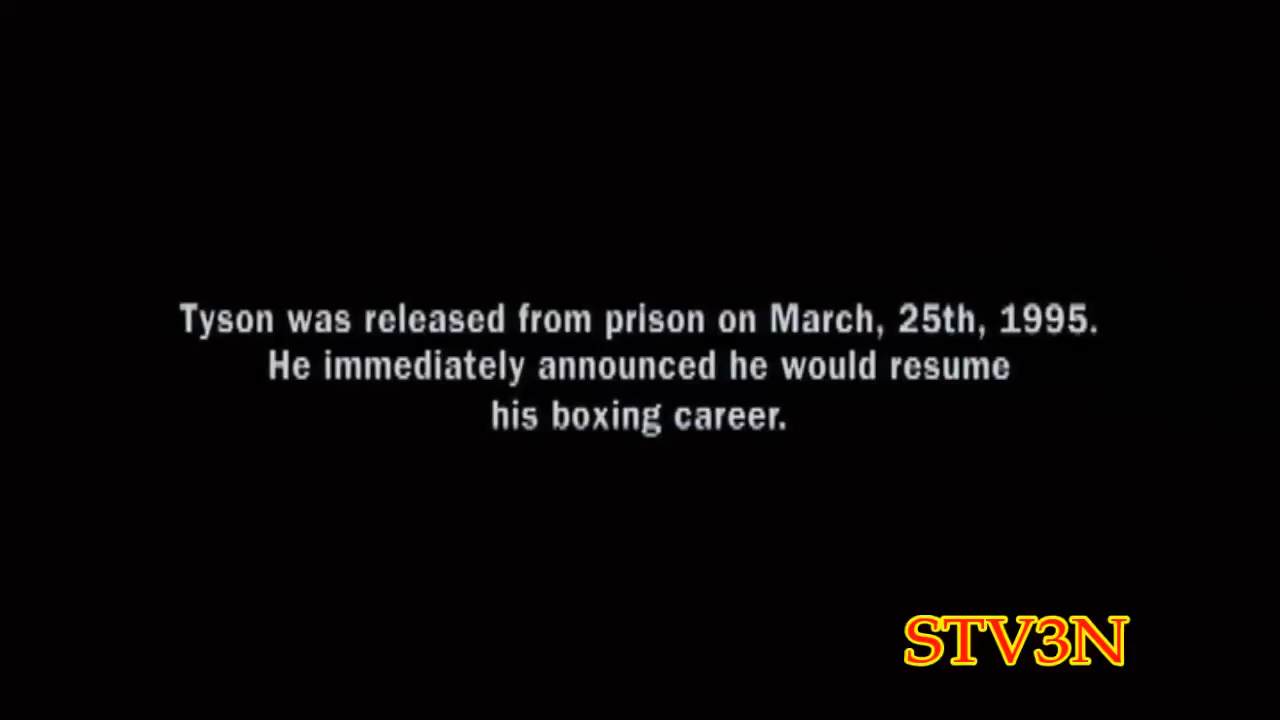 Tyson was released from prison on March, 25th, 1995.
He immediately announced he would resume
his boxing career.
STV3N